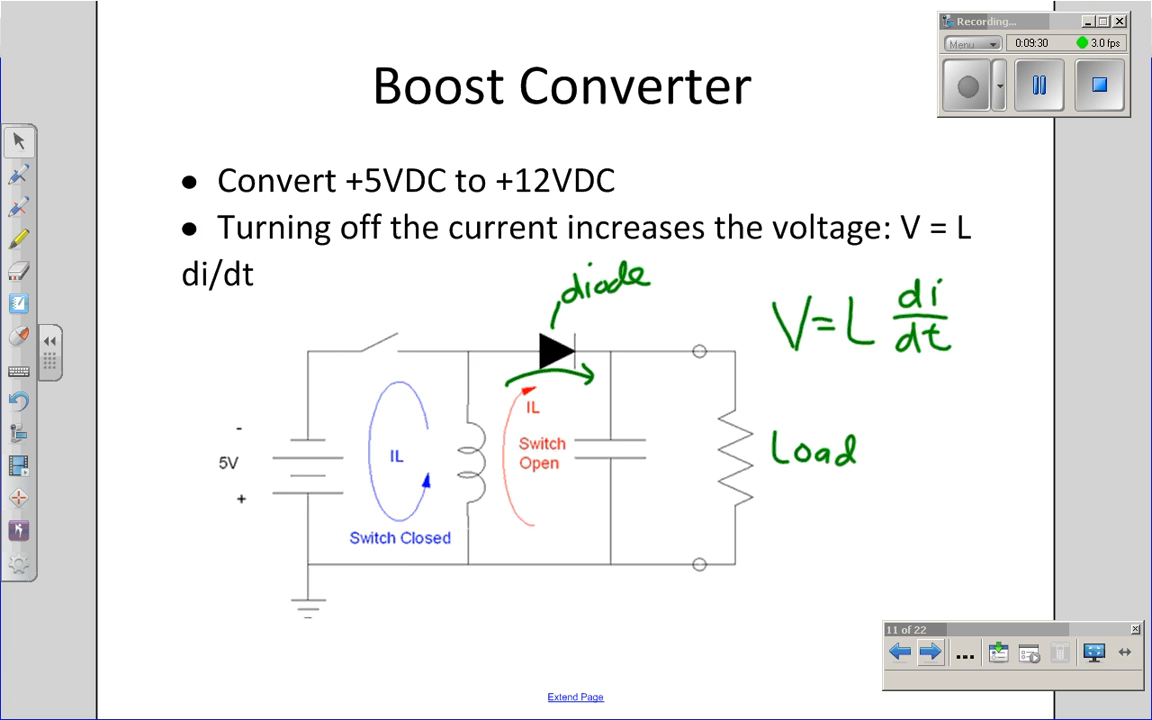 Recording...
Menu
0:09:30
3.0 fps
Boost Converter
• Convert +5VDC to +12VDC
• Turning off the current increases the voltage: V = L
di/dt
diode
V=L di/dt
IL
Switch
Open
-
5V
+
IL
Switch Closed
Load
11 of 22
...
Extend Page